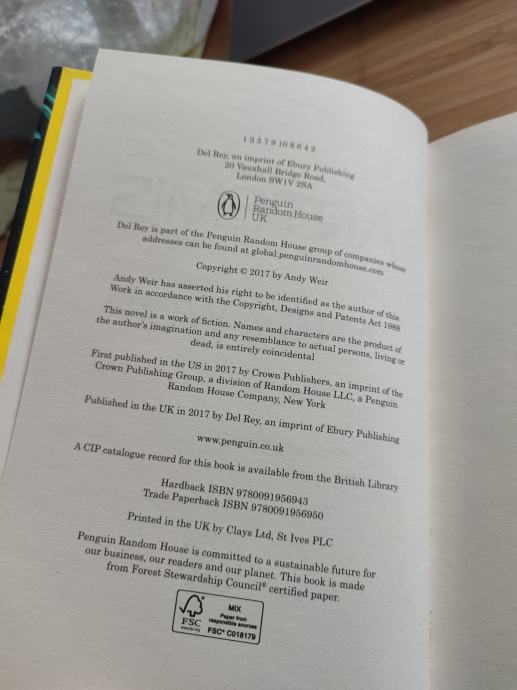 1 3 5 7 9 10 8 6 4 2
Del Rey, an imprint of Ebury Publishing
20 Vauxhall Bridge Road,
London SW1V 2SA
Penguin
Random House
UK
Del Rey is part of the Penguin Random House group of companies whose
addresses can be found at global.penguinrandomhouse.com
Copyright © 2017 by Andy Weir
Andy Weir has asserted his right to be identified as the author of this
Work in accordance with the Copyright, Designs and Patents Act 1988
This novel is a work of fiction. Names and characters are the product of
the author's imagination and any resemblance to actual persons, living or
dead, is entirely coincidental
First published in the US in 2017 by Crown Publishers, an imprint of the
Crown Publishing Group, a division of Random House LLC, a Penguin
Random House Company, New York
Published in the UK in 2017 by Del Rey, an imprint of Ebury Publishing
www.penguin.co.uk
A CIP catalogue record for this book is available from the British Library
Hardback ISBN 9780091956943
Trade Paperback ISBN 9780091956950
Printed in the UK by Clays Ltd, St Ives PLC
Penguin Random House is committed to a sustainable future for
our business, our readers and our planet. This book is made
from Forest Stewardship Council® certified paper.
FSC
www.fsc.org
MIX
Paper from
responsible sources
FSC® C018179